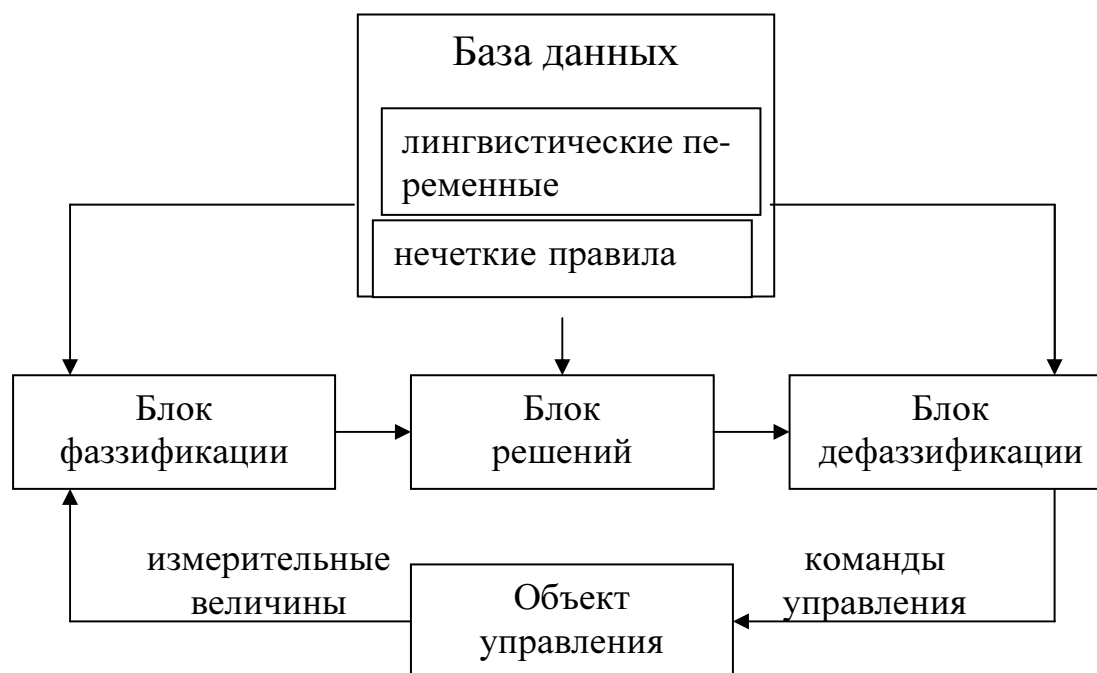 База данных
лингвистические пе-
ременные
нечеткие правила
Блок
фаззификации
Блок
решений
Блок
дефаззификации
измерительные
величины
Объект
управления
команды
управления